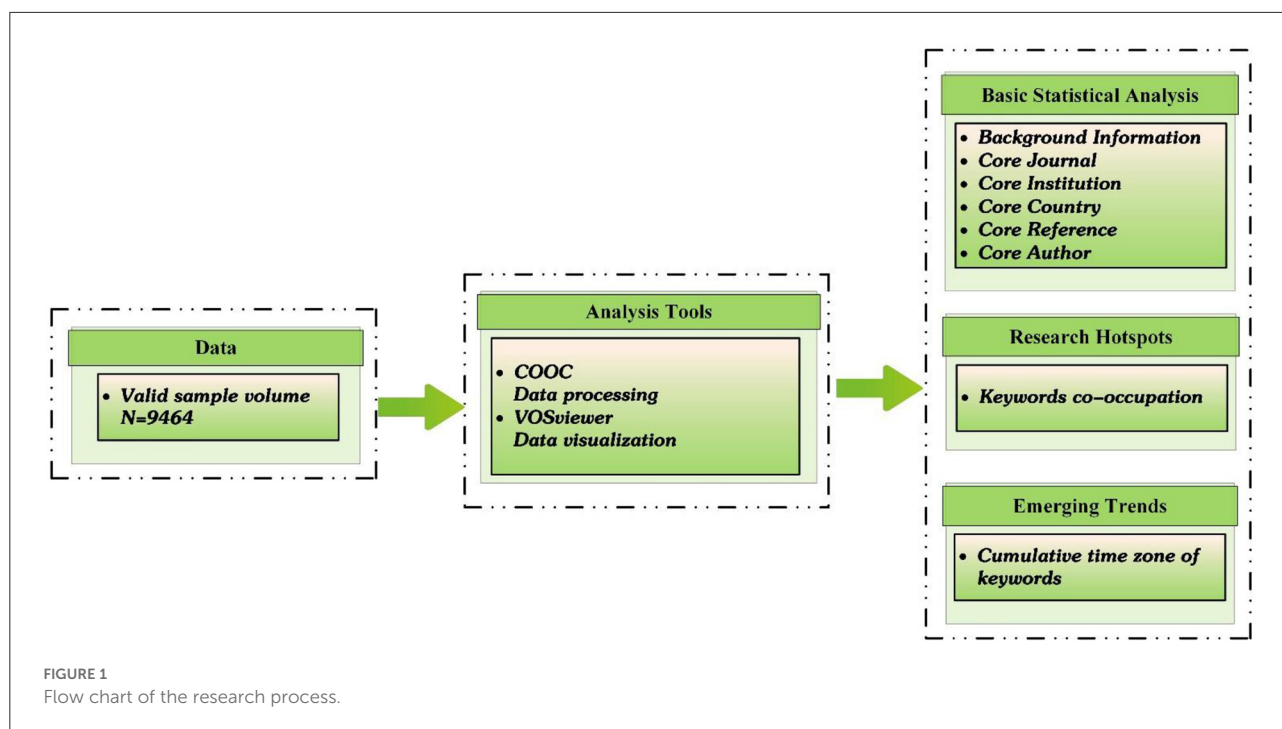 Data
• Valid sample volume
N=9464
Analysis Tools
• COOC
Data processing
• VOSviewer
Data visualization
Basic Statistical Analysis
• Background Information
• Core Journal
• Core Institution
• Core Country
• Core Reference
• Core Author
Research Hotspots
• Keywords co-occupation
Emerging Trends
• Cumulative time zone of
keywords
FIGURE 1
Flow chart of the research process.